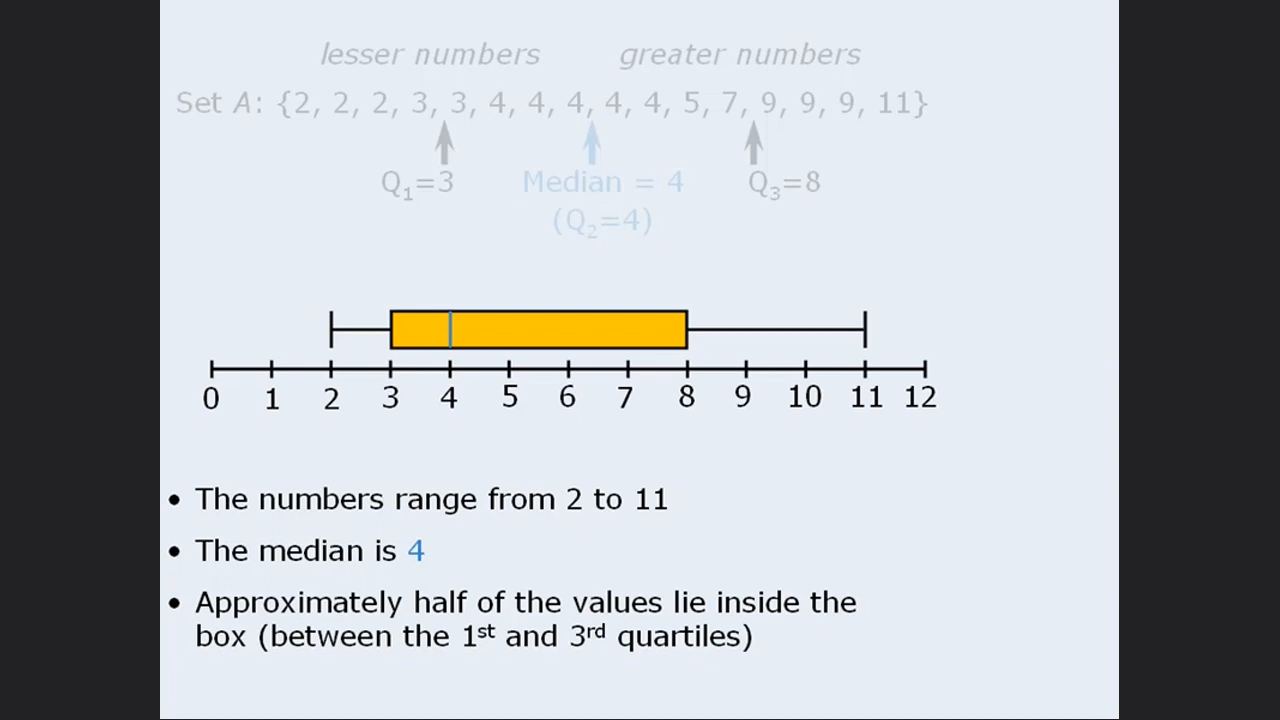 lesser numbers greater numbers
Set A: {2, 2, 2, 3, 3, 4, 4, 4, 4, 4, 5, 7, 9, 9, 9, 11}
Q₁=3 Median = 4 Q₃=8
(Q₂=4)
0 1 2 3 4 5 6 7 8 9 10 11 12
• The numbers range from 2 to 11
• The median is 4
• Approximately half of the values lie inside the
box (between the 1st and 3rd quartiles)